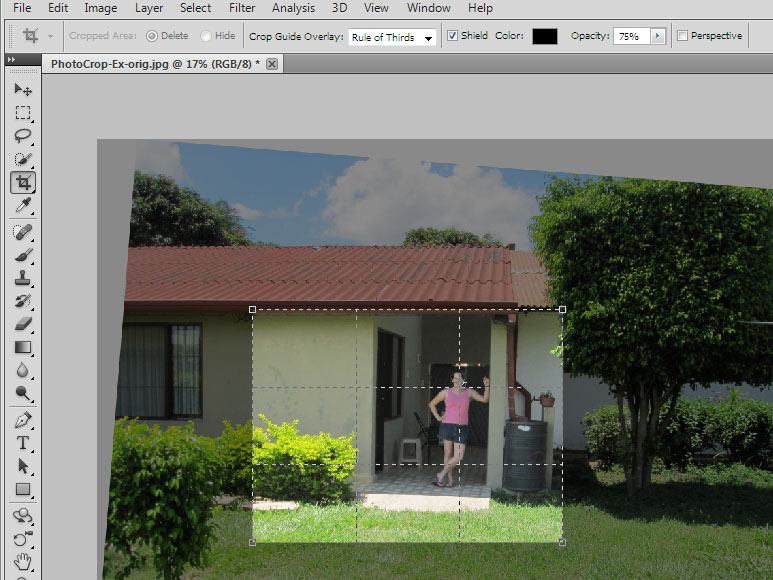 File Edit Image Layer Select Filter Analysis 3D View Window Help
Cropped Area: Delete Hide Crop Guide Overlay: Rule of Thirds Shield Color: Opacity: 75% Perspective
PhotoCrop-Ex-orig.jpg @ 17% (RGB/8) *
T